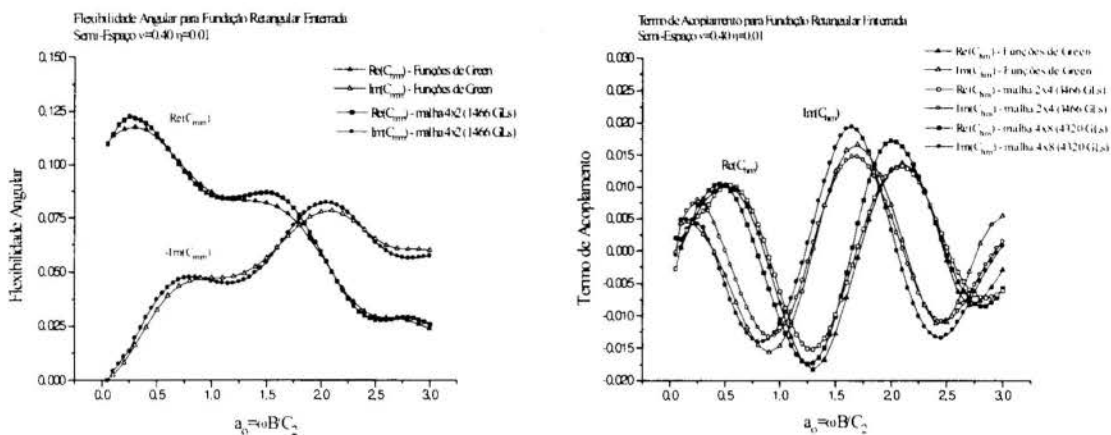 Flexibilidade Angular para Fundação Retangular Enterrada
Semi-Espaço ν=0.40 η=0.01
0.150
0.125
0.100
0.075
0.050
0.025
0.000
Flexibilidade Angular
Re(Cmm) - Funções de Green
Im(Cmm) - Funções de Green
Re(Cmm) - malha 4x2 (1466 GLs)
Im(Cmm) - malha 4x2 (1466 GLs)
Re(Cmm)
-Im(Cmm)
0.0 0.5 1.0 1.5 2.0 2.5 3.0
a₀=ωB/C₂
Termo de Acoplamento para Fundação Retangular Enterrada
Semi-Espaço ν=0.40 η=0.01
0.030
0.025
0.020
0.015
0.010
0.005
0.000
-0.005
-0.010
-0.015
-0.020
Termo de Acoplamento
Re(Chm) - Funções de Green
Im(Chm) - Funções de Green
Re(Chm) - malha 2x4 (1466 GLs)
Im(Chm) - malha 2x4 (1466 GLs)
Re(Chm) - malha 4x8 (4320 GLs)
Im(Chm) - malha 4x8 (4320 GLs)
Im(Chm)
Re(Chm)
0.0 0.5 1.0 1.5 2.0 2.5 3.0
a₀=ωB/C₂